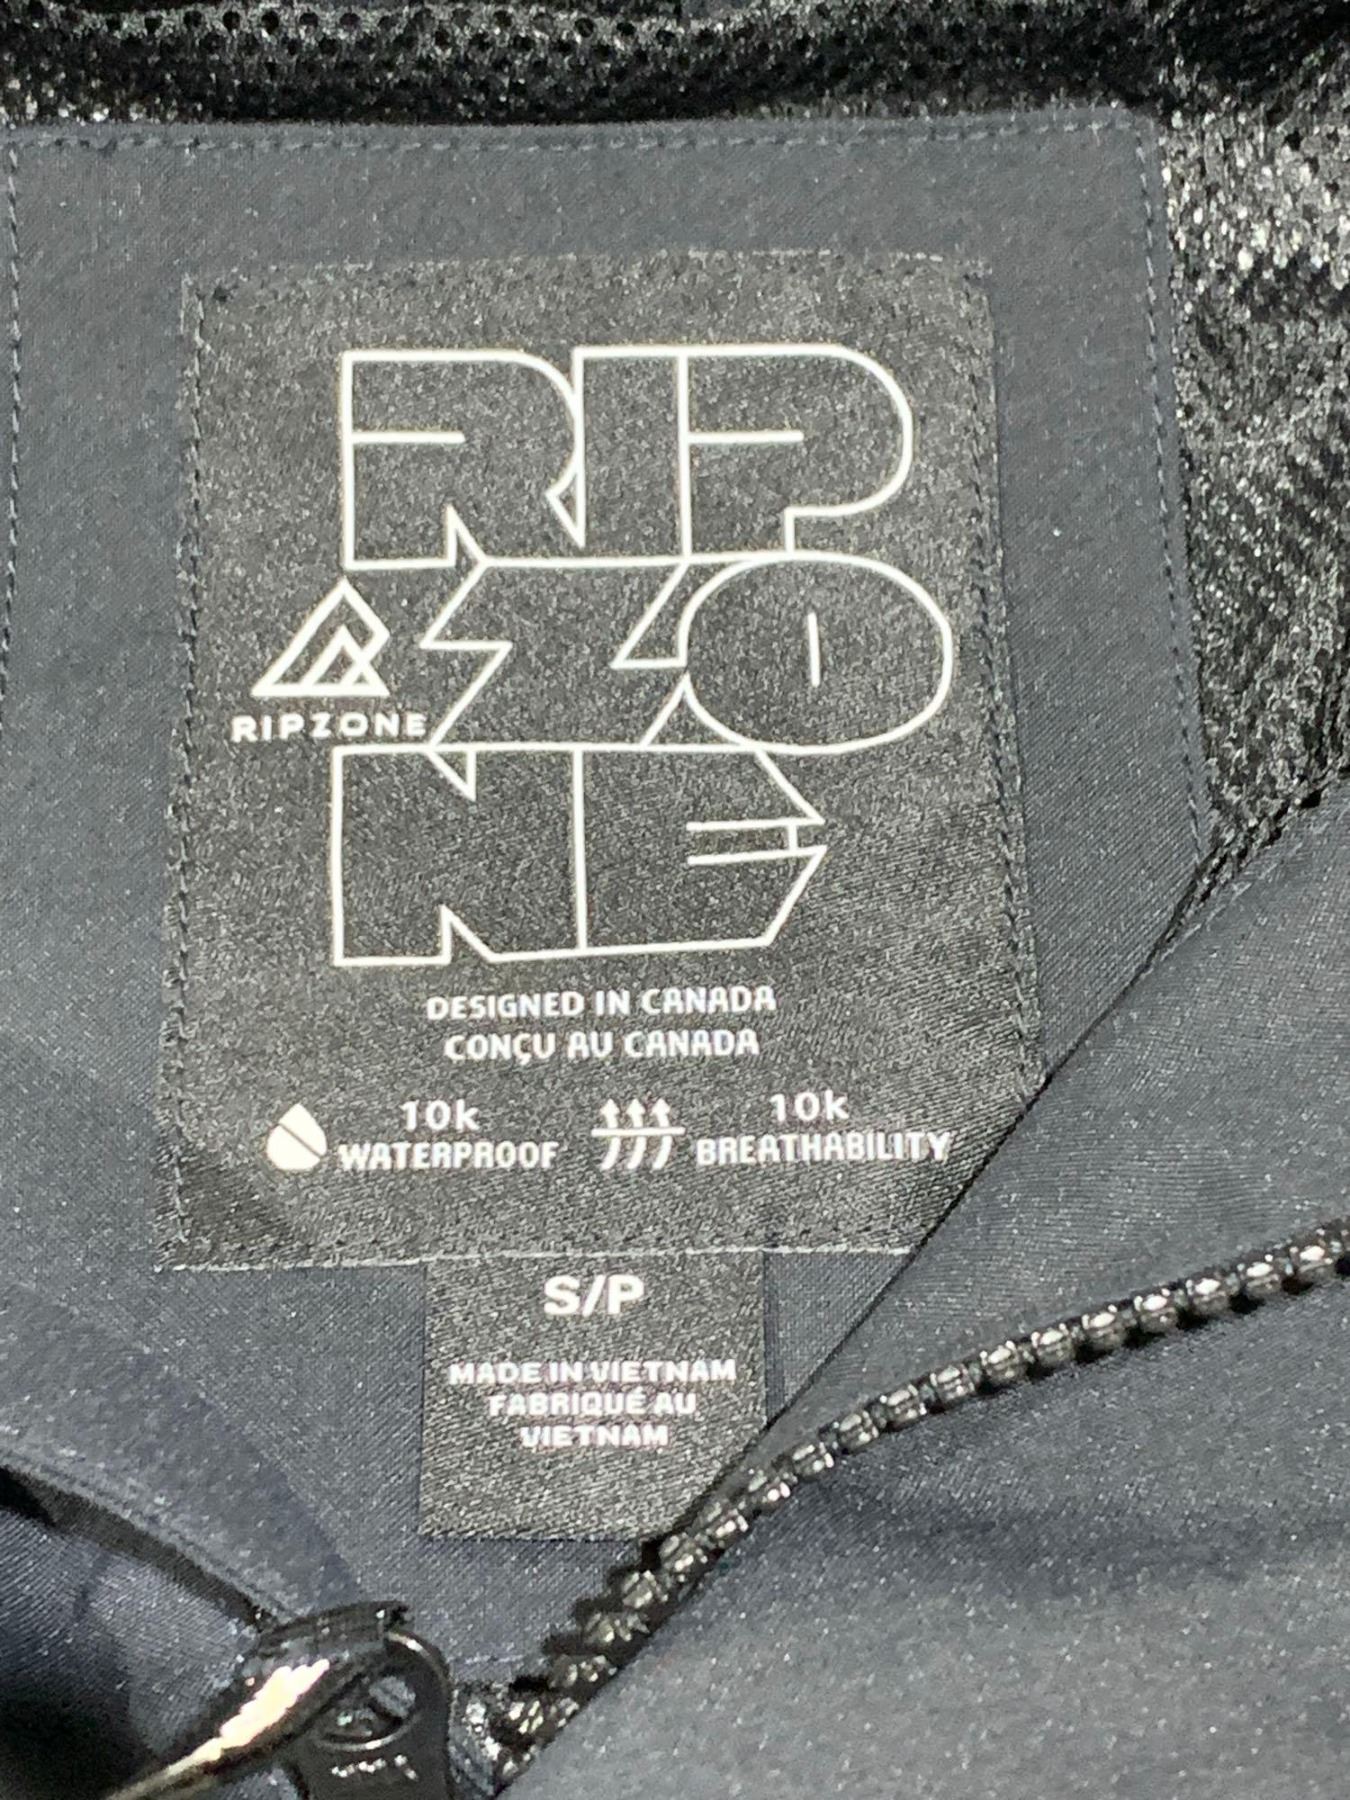 RIP
ZO
NE
RIPZONE
DESIGNED IN CANADA
CONÇU AU CANADA
10k
WATERPROOF
10k
BREATHABILITY
S/P
MADE IN VIETNAM
FABRIQUÉ AU
VIETNAM